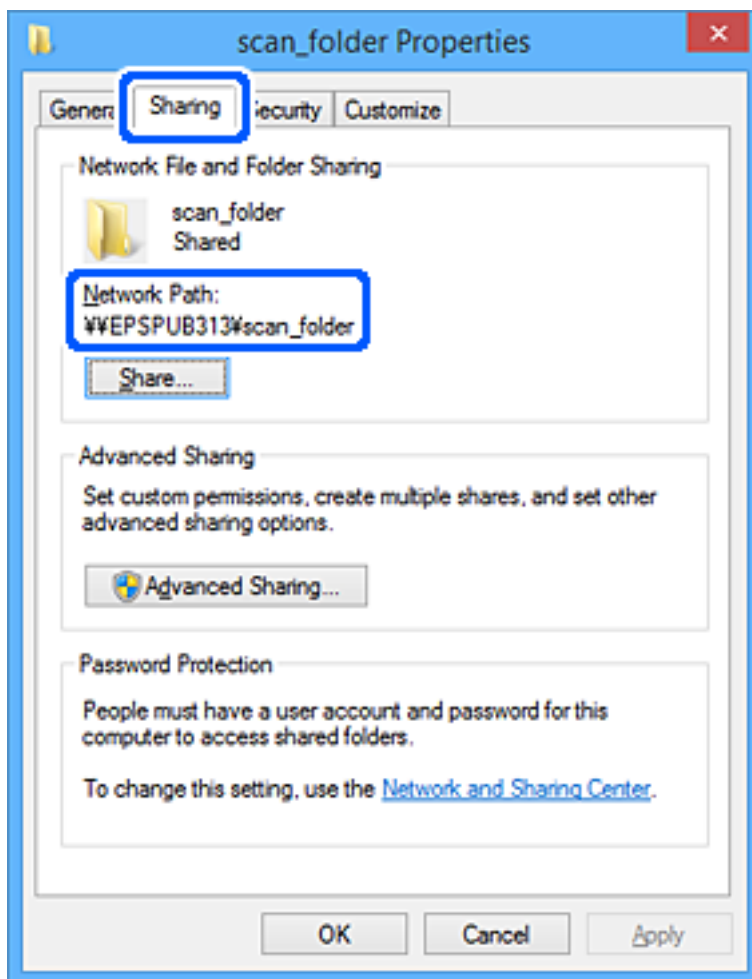 scan_folder Properties
General Sharing Security Customize
Network File and Folder Sharing
scan_folder
Shared
Network Path:
¥¥EPSPUB313¥scan_folder
Share...
Advanced Sharing
Set custom permissions, create multiple shares, and set other
advanced sharing options.
Advanced Sharing...
Password Protection
People must have a user account and password for this
computer to access shared folders.
To change this setting, use the Network and Sharing Center.
OK Cancel Apply